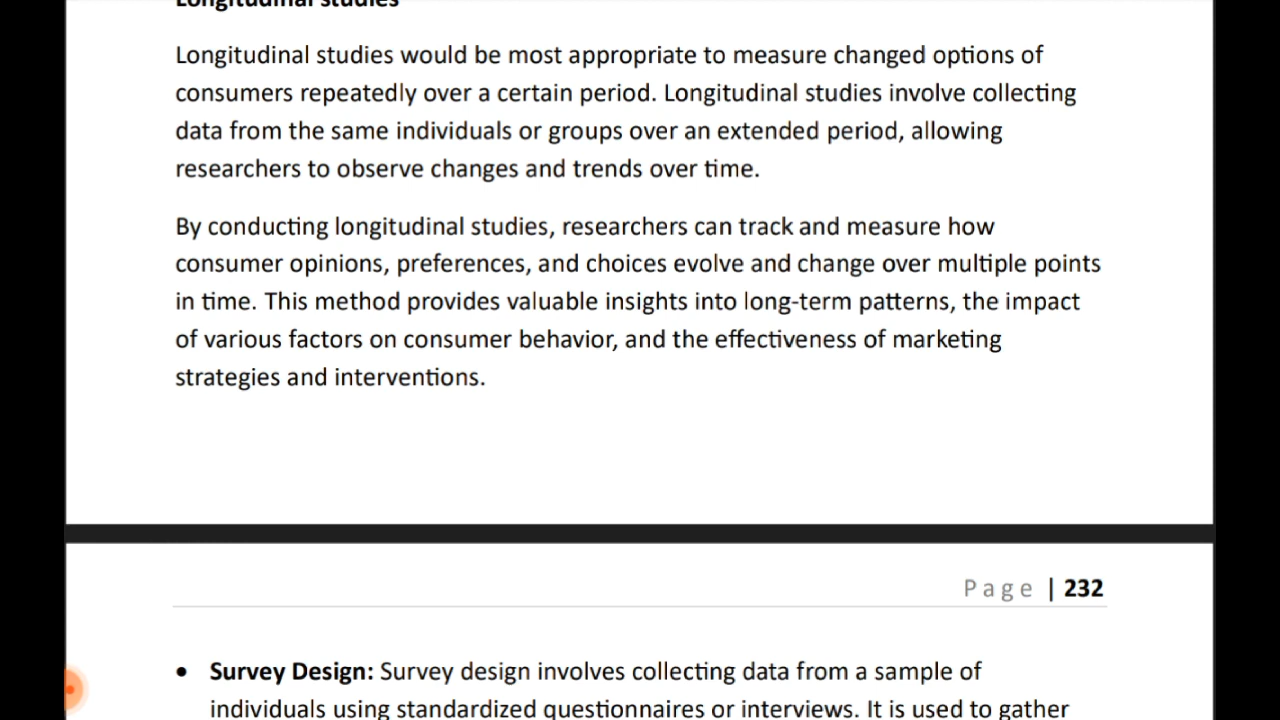 Longitudinal studies
Longitudinal studies would be most appropriate to measure changed options of
consumers repeatedly over a certain period. Longitudinal studies involve collecting
data from the same individuals or groups over an extended period, allowing
researchers to observe changes and trends over time.
By conducting longitudinal studies, researchers can track and measure how
consumer opinions, preferences, and choices evolve and change over multiple points
in time. This method provides valuable insights into long-term patterns, the impact
of various factors on consumer behavior, and the effectiveness of marketing
strategies and interventions.
Page | 232
• Survey Design: Survey design involves collecting data from a sample of
individuals using standardized questionnaires or interviews. It is used to gather